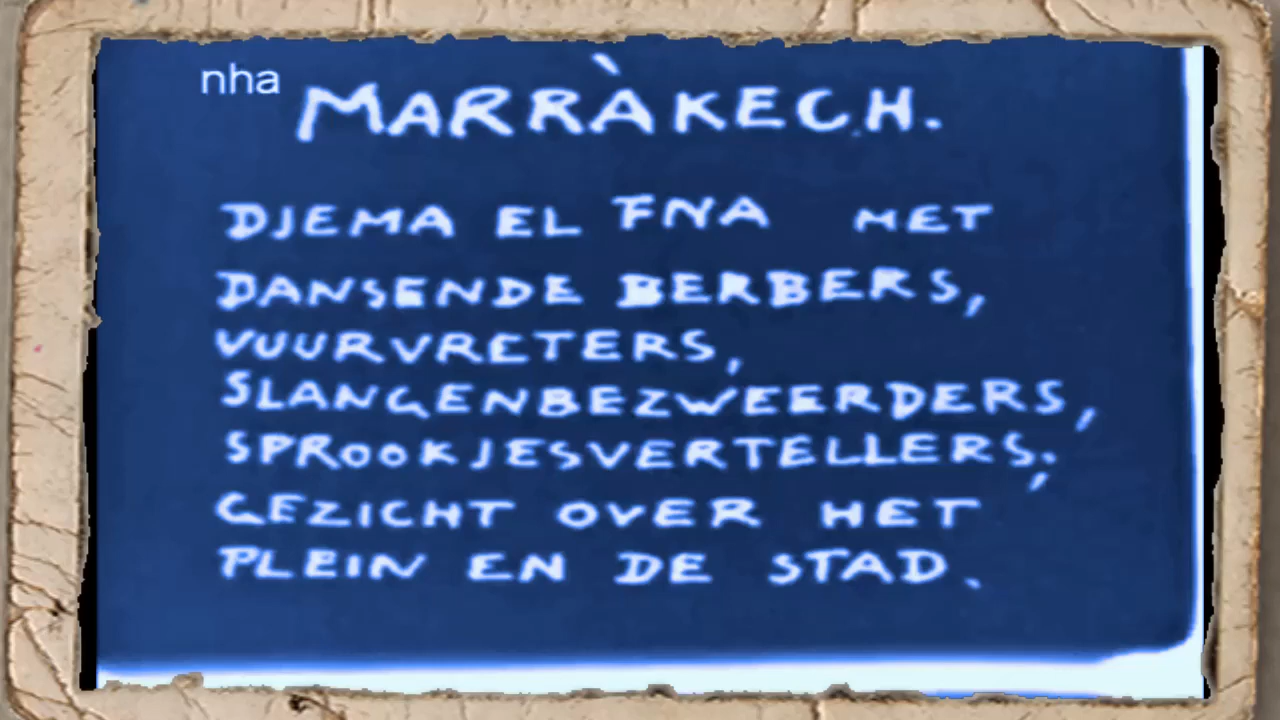 nha
MARRÀKECH.
DJEMA EL FNA MET
DANSENDE BERBERS,
VUURVRETERS,
SLANGENBEZWEERDERS,
SPROOKJESVERTELLERS;
GEZICHT OVER HET
PLEIN EN DE STAD.